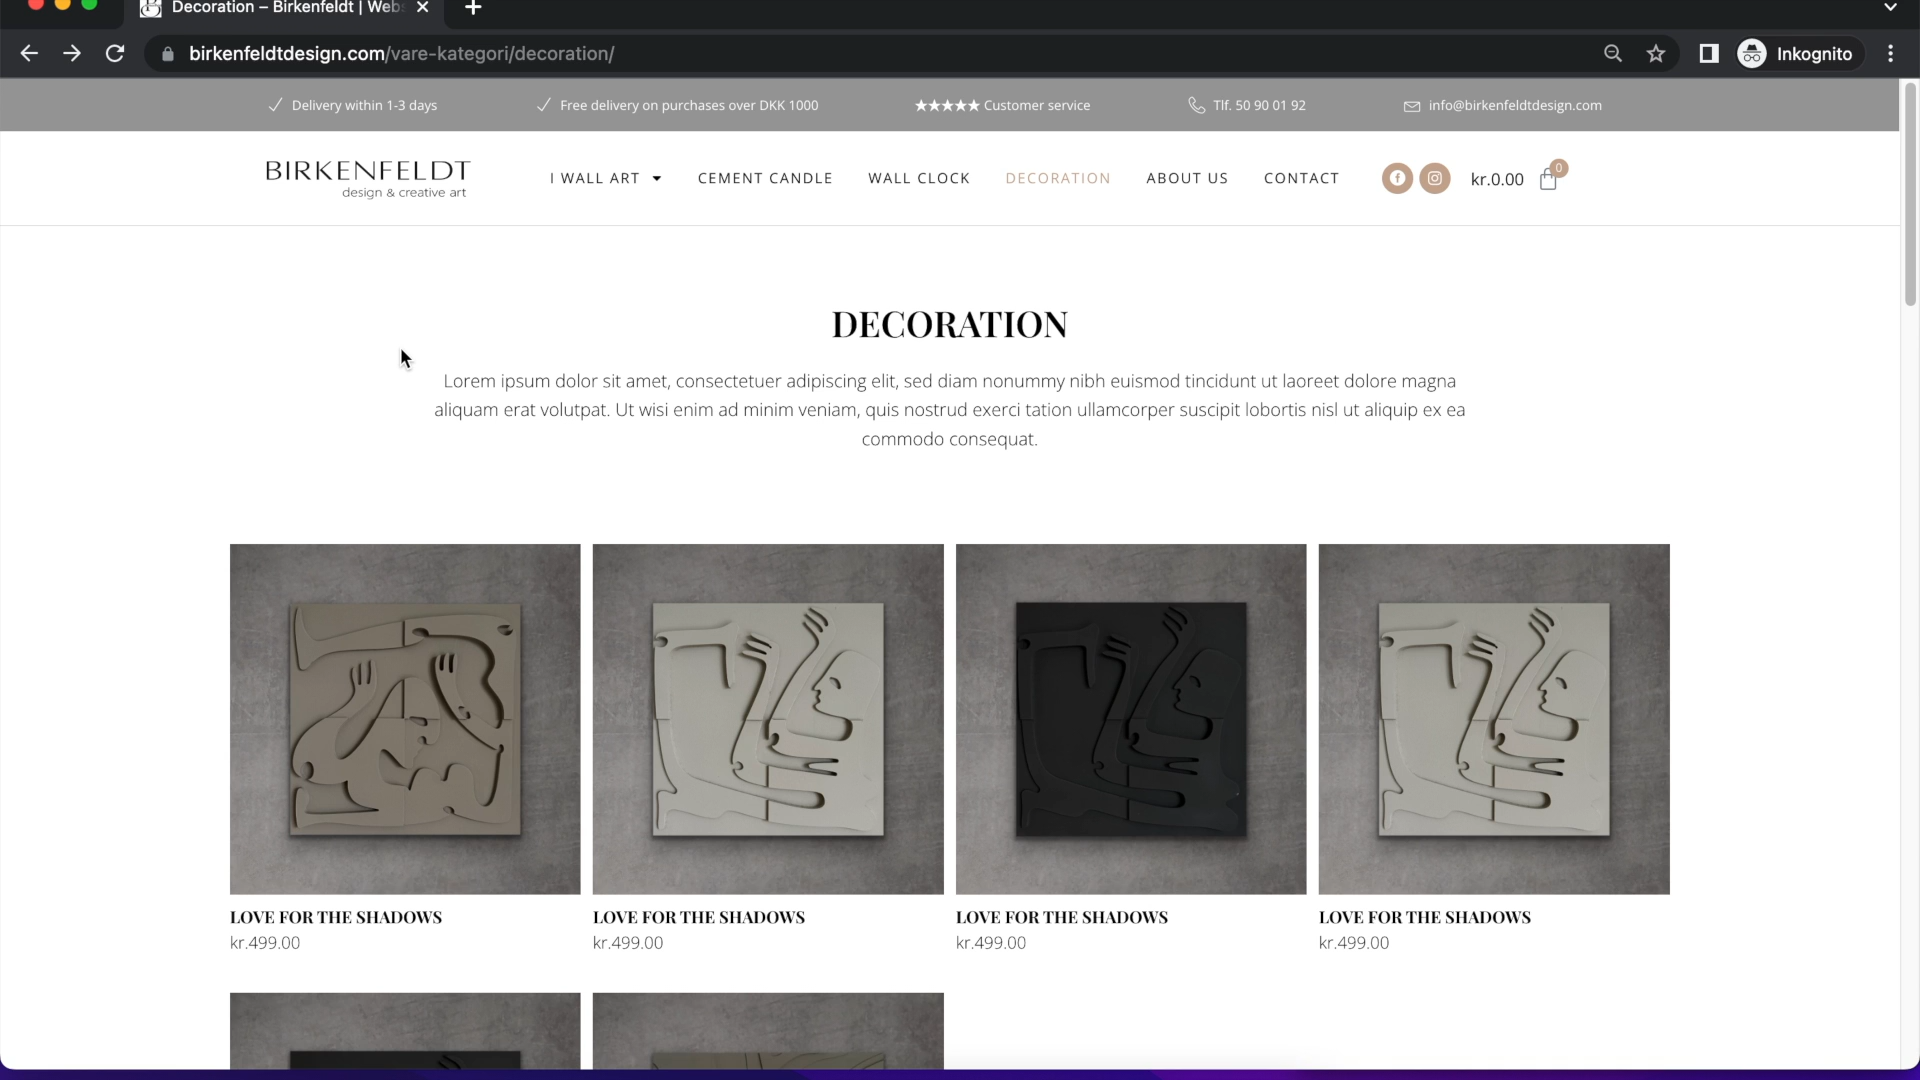 Decoration – Birkenfeldt | Webs
birkenfeldtdesign.com/vare-kategori/decoration/
Inkognito
Delivery within 1-3 days
Free delivery on purchases over DKK 1000
★★★★★ Customer service
Tlf. 50 90 01 92
info@birkenfeldtdesign.com
BIRKENFELDT
design & creative art
I WALL ART
CEMENT CANDLE
WALL CLOCK
DECORATION
ABOUT US
CONTACT
kr.0.00
0
DECORATION
Lorem ipsum dolor sit amet, consectetuer adipiscing elit, sed diam nonummy nibh euismod tincidunt ut laoreet dolore magna
aliquam erat volutpat. Ut wisi enim ad minim veniam, quis nostrud exerci tation ullamcorper suscipit lobortis nisl ut aliquip ex ea
commodo consequat.
LOVE FOR THE SHADOWS
kr.499.00
LOVE FOR THE SHADOWS
kr.499.00
LOVE FOR THE SHADOWS
kr.499.00
LOVE FOR THE SHADOWS
kr.499.00